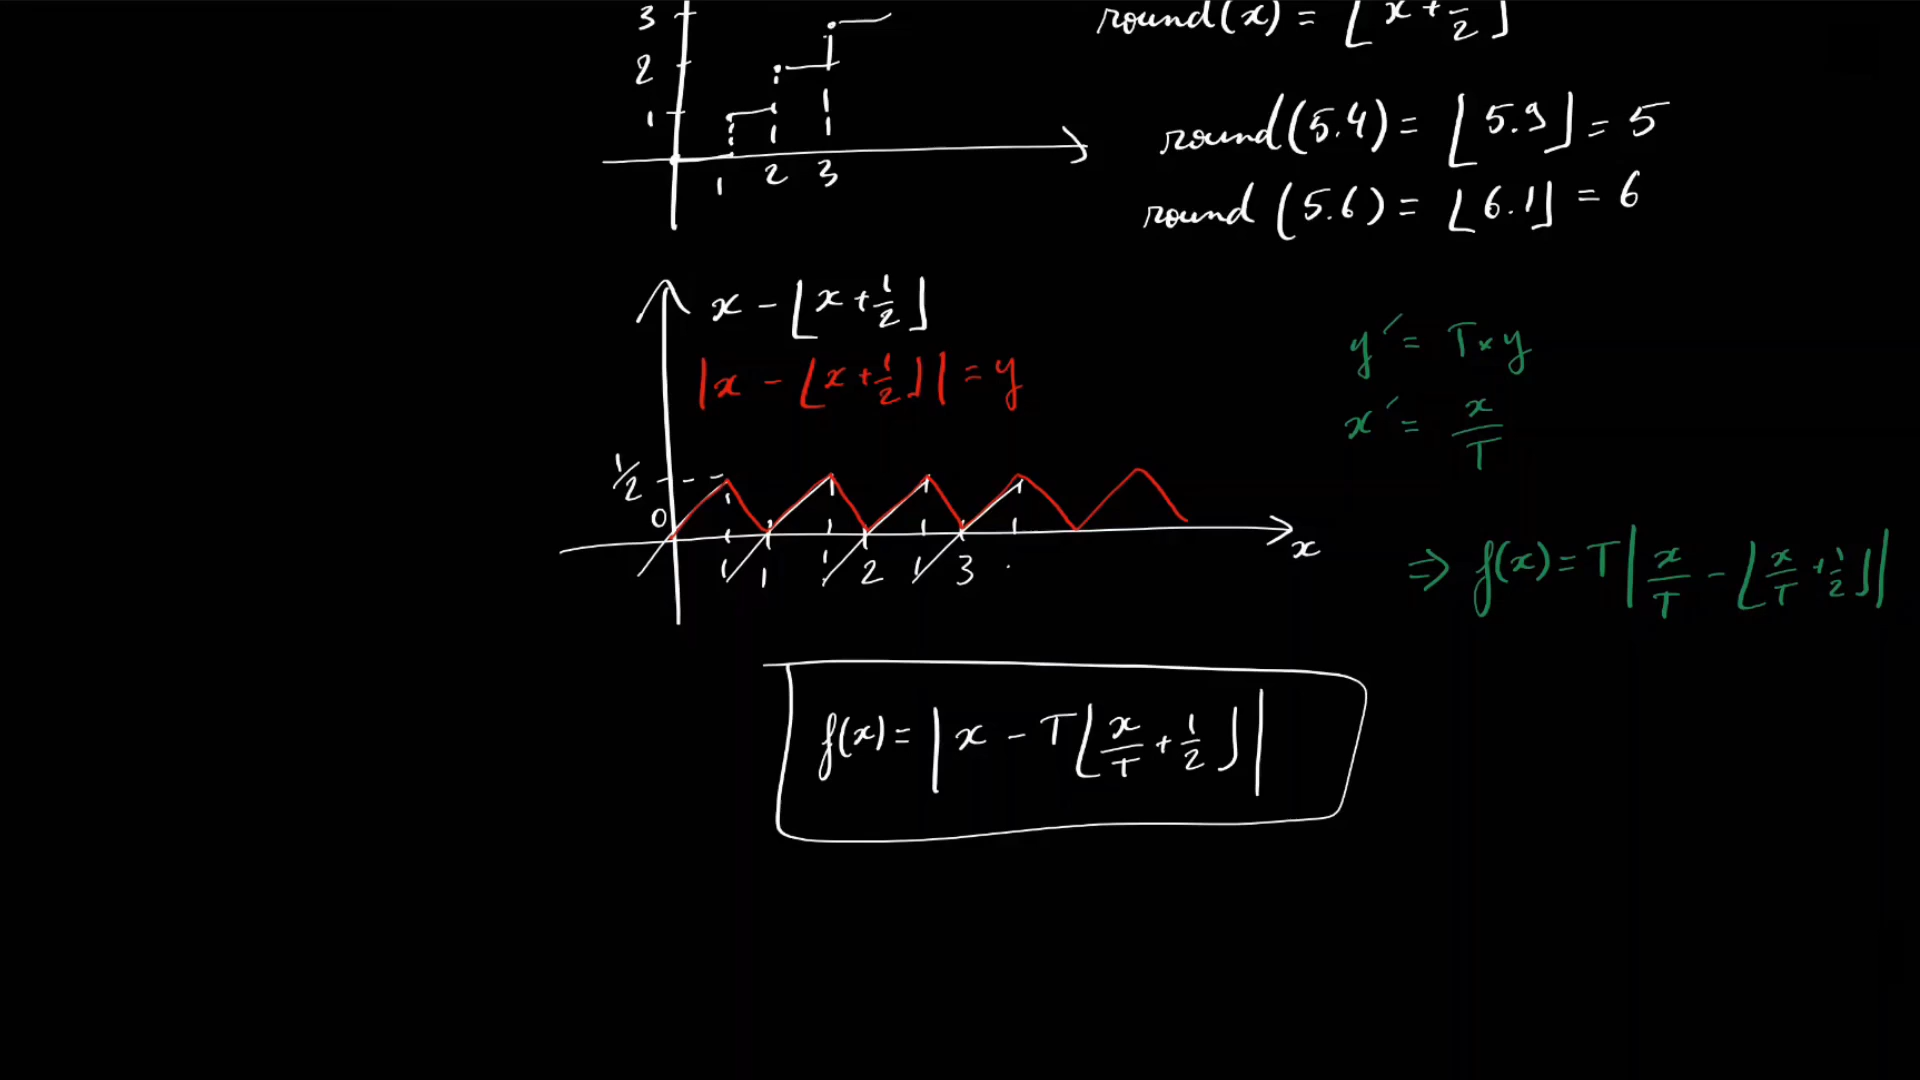 3
2
1
1 2 3
round(x) = ⌊x + 1/2⌋
round(5.4) = ⌊5.9⌋ = 5
round(5.6) = ⌊6.1⌋ = 6
x - ⌊x + 1/2⌋
|x - ⌊x + 1/2⌋| = y
1/2
0
1 2 3
x
y' = T × y
x' = x/T
⇒ f(x) = T|x/T - ⌊x/T + 1/2⌋|
f(x) = |x - T⌊x/T + 1/2⌋|